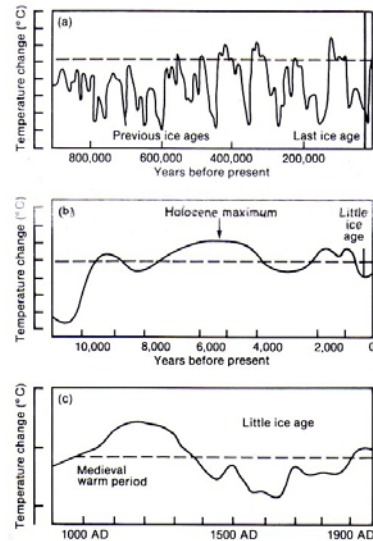 (a)
Temperature change (°C)
Previous ice ages
Last ice age
800,000
600,000
400,000
200,000
Years before present
(b)
Temperature change (°C)
Holocene maximum
Little
ice
age
10,000
8,000
6,000
4,000
2,000
0
Years before present
(c)
Temperature change (°C)
Little ice age
Medieval
warm period
1000 AD
1500 AD
1900 AD